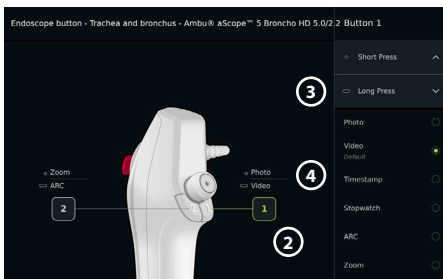 Endoscope button - Trachea and bronchus - Ambu® aScope™ 5 Broncho HD 5.0/2.2
Button 1
Short Press
3
Long Press
Photo
Video
Default
Timestamp
Stopwatch
ARC
Zoom
Zoom
ARC
2
Photo
Video
1
4
2